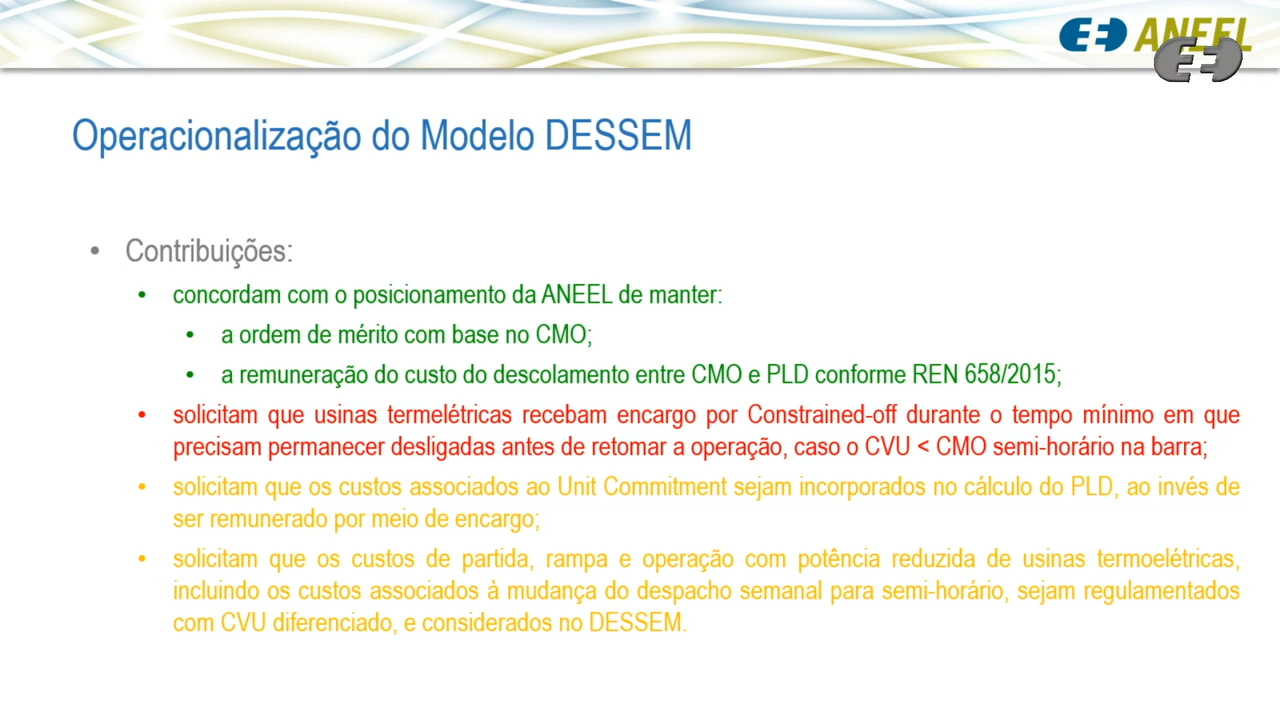 ANEEL
Operacionalização do Modelo DESSEM
• Contribuições:
• concordam com o posicionamento da ANEEL de manter:
• a ordem de mérito com base no CMO;
• a remuneração do custo do descolamento entre CMO e PLD conforme REN 658/2015;
• solicitam que usinas termelétricas recebam encargo por Constrained-off durante o tempo mínimo em que
precisam permanecer desligadas antes de retomar a operação, caso o CVU < CMO semi-horário na barra;
• solicitam que os custos associados ao Unit Commitment sejam incorporados no cálculo do PLD, ao invés de
ser remunerado por meio de encargo;
• solicitam que os custos de partida, rampa e operação com potência reduzida de usinas termoelétricas,
incluindo os custos associados à mudança do despacho semanal para semi-horário, sejam regulamentados
com CVU diferenciado, e considerados no DESSEM.